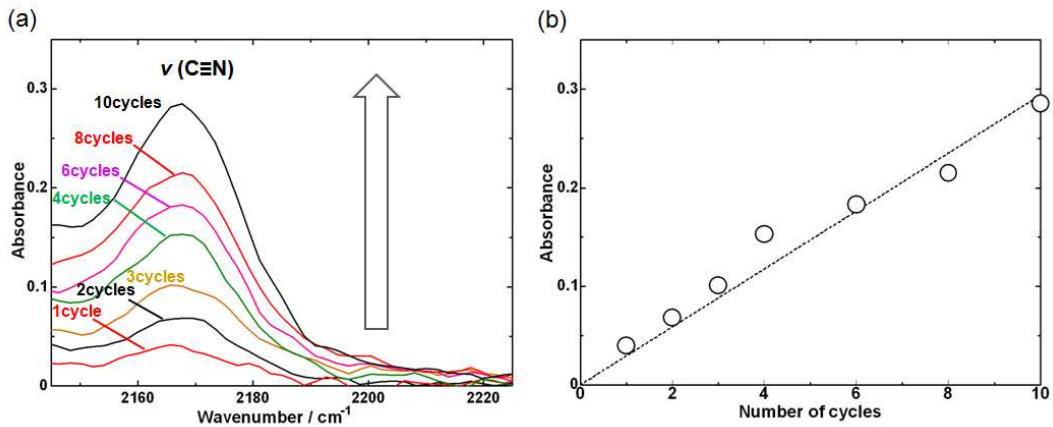 (a)
ν (C≡N)
10cycles
8cycles
6cycles
4cycles
3cycles
2cycles
1cycle
0.3
0.2
0.1
0
Absorbance
2160
2180
2200
2220
Wavenumber / cm⁻¹
(b)
0.3
0.2
0.1
0
Absorbance
0
2
4
6
8
10
Number of cycles